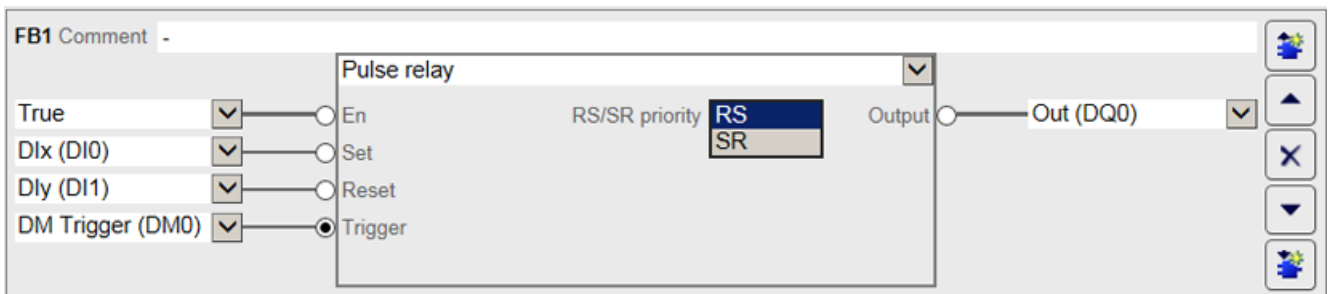 FB1 Comment -
Pulse relay
True En RS/SR priority RS Output Out (DQ0)
DIx (DI0) Set SR
DIy (DI1) Reset
DM Trigger (DM0) Trigger